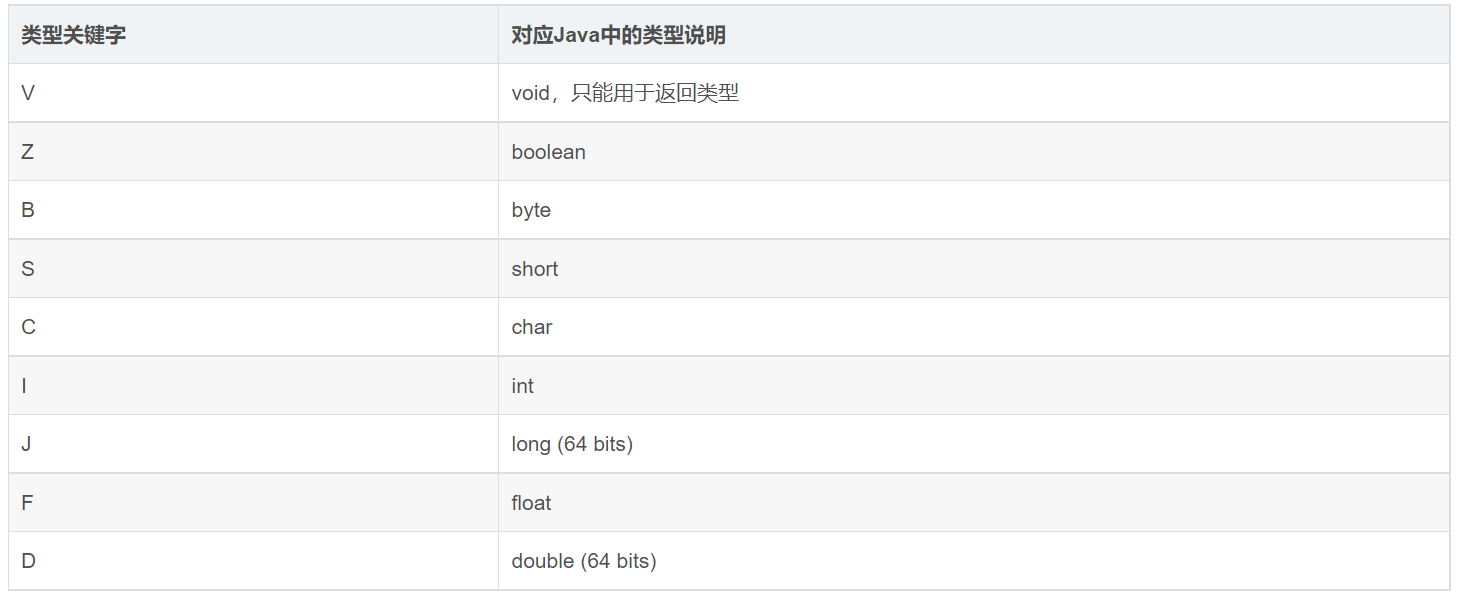 类型关键字 对应Java中的类型说明
V void，只能用于返回类型
Z boolean
B byte
S short
C char
I int
J long (64 bits)
F float
D double (64 bits)